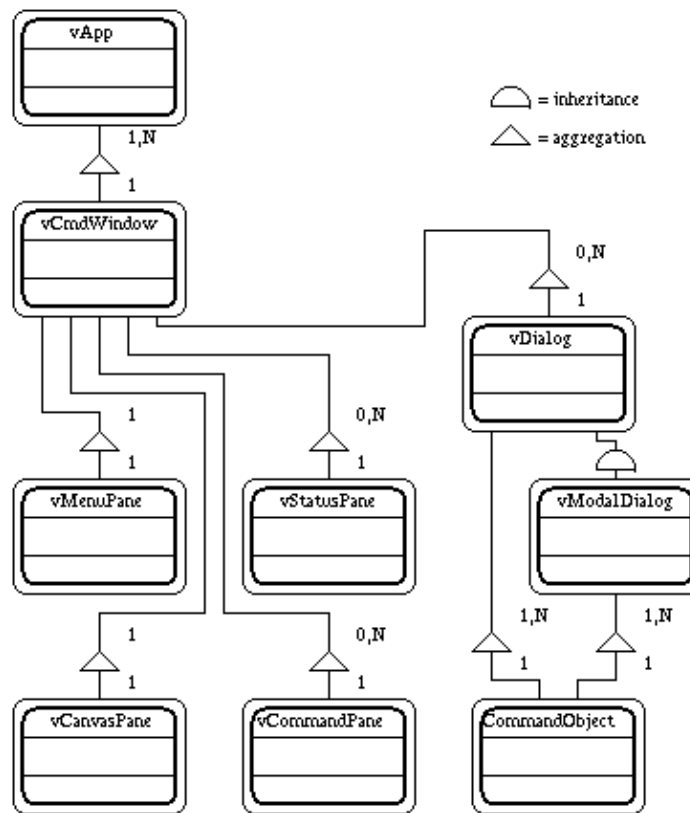 vApp
= inheritance
1,N
= aggregation
1
vCmdWindow
0,N
1
vDialog
1
0,N
1
1
vMenuPane
vStatusPane
vModalDialog
1
0,N
1,N
1,N
1
1
1
1
vCanvasPane
vCommandPane
CommandObject